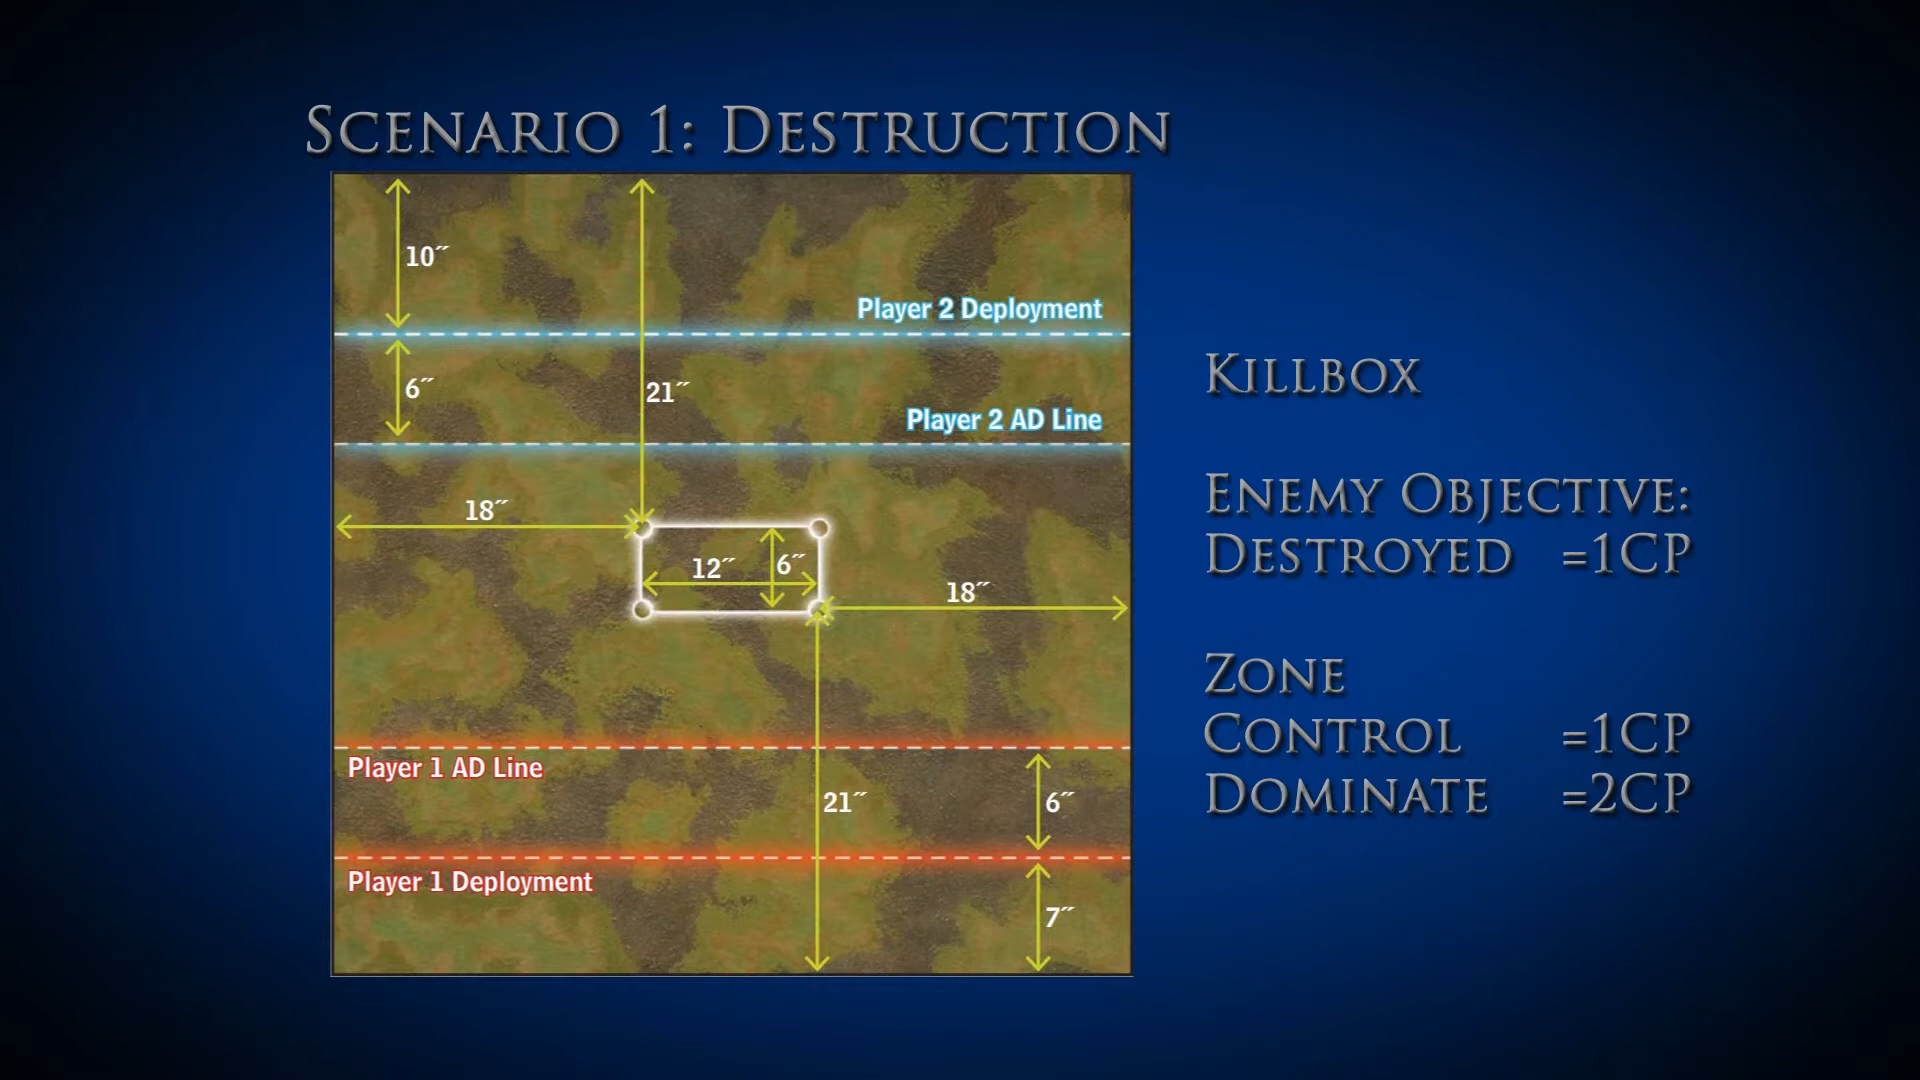 SCENARIO 1: DESTRUCTION
10″
Player 2 Deployment
6″
21″
Player 2 AD Line
18″
12″
6″
18″
Player 1 AD Line
21″
6″
Player 1 Deployment
7″
KILLBOX
ENEMY OBJECTIVE:
DESTROYED =1CP
ZONE
CONTROL =1CP
DOMINATE =2CP